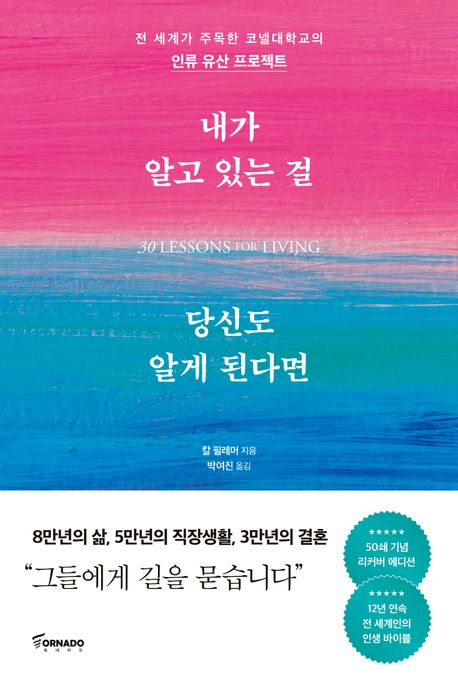 전 세계가 주목한 코넬대학교의
인류 유산 프로젝트
내가
알고 있는 걸
30 LESSONS FOR LIVING
당신도
알게 된다면
칼 필레머 지음
박여진 옮김
8만년의 삶, 5만년의 직장생활, 3만년의 결혼
“그들에게 길을 묻습니다”
★★★★★
50쇄 기념
리커버 에디션
★★★★★
12년 연속
전 세계인의
인생 바이블
TORNADO
토네이도